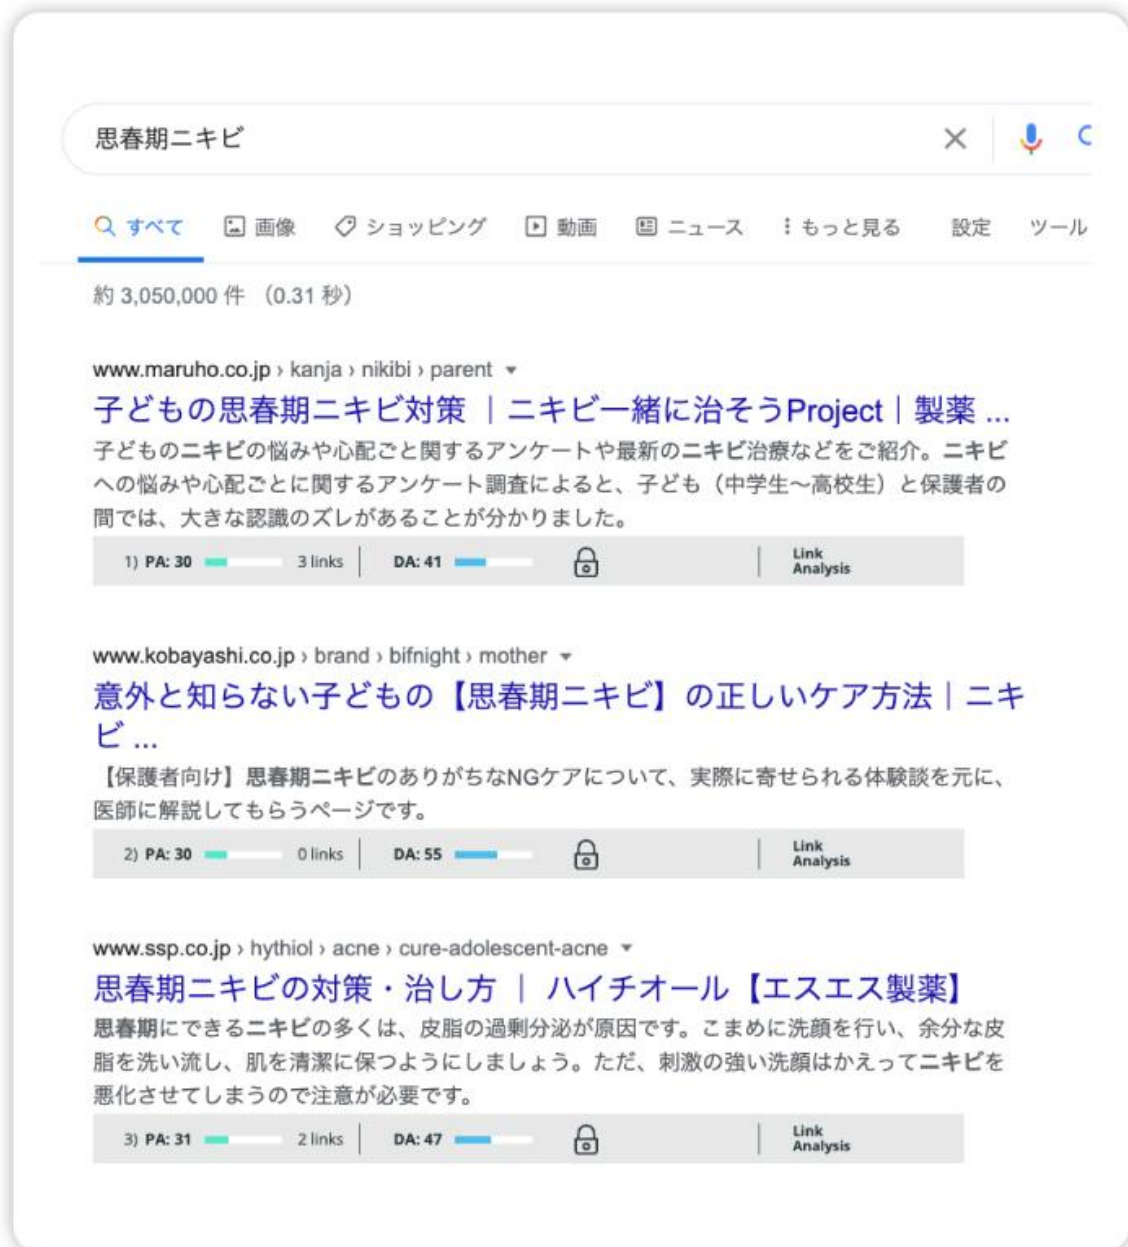 思春期ニキビ
すべて 画像 ショッピング 動画 ニュース もっと見る 設定 ツール
約 3,050,000 件 （0.31 秒）
www.maruho.co.jp › kanja › nikibi › parent
子どもの思春期ニキビ対策 ｜ニキビ一緒に治そうProject｜製薬 ...
子どものニキビの悩みや心配ごと関するアンケートや最新のニキビ治療などをご紹介。ニキビ
への悩みや心配ごとに関するアンケート調査によると、子ども（中学生〜高校生）と保護者の
間では、大きな認識のズレがあることが分かりました。
1) PA: 30 3 links DA: 41 Link Analysis
www.kobayashi.co.jp › brand › bifnight › mother
意外と知らない子どもの【思春期ニキビ】の正しいケア方法｜ニキ
ビ ...
【保護者向け】思春期ニキビのありがちなNGケアについて、実際に寄せられる体験談を元に、
医師に解説してもらうページです。
2) PA: 30 0 links DA: 55 Link Analysis
www.ssp.co.jp › hythiol › acne › cure-adolescent-acne
思春期ニキビの対策・治し方 ｜ ハイチオール【エスエス製薬】
思春期にできるニキビの多くは、皮脂の過剰分泌が原因です。こまめに洗顔を行い、余分な皮
脂を洗い流し、肌を清潔に保つようにしましょう。ただ、刺激の強い洗顔はかえってニキビを
悪化させてしまうので注意が必要です。
3) PA: 31 2 links DA: 47 Link Analysis